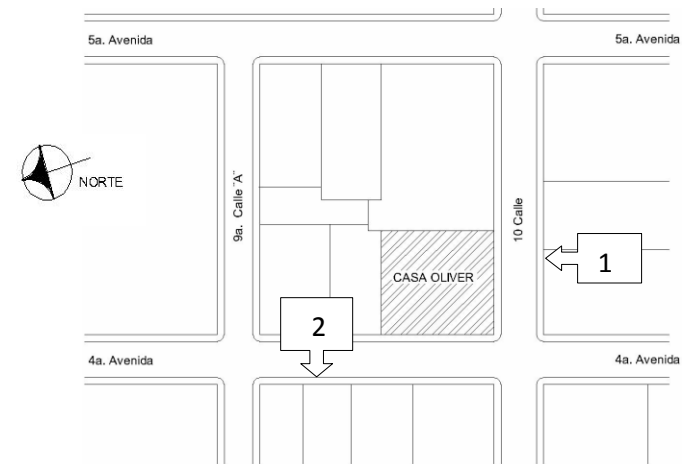 5a. Avenida
5a. Avenida
NORTE
9a. Calle ¨A¨
10 Calle
CASA OLIVER
1
2
4a. Avenida
4a. Avenida